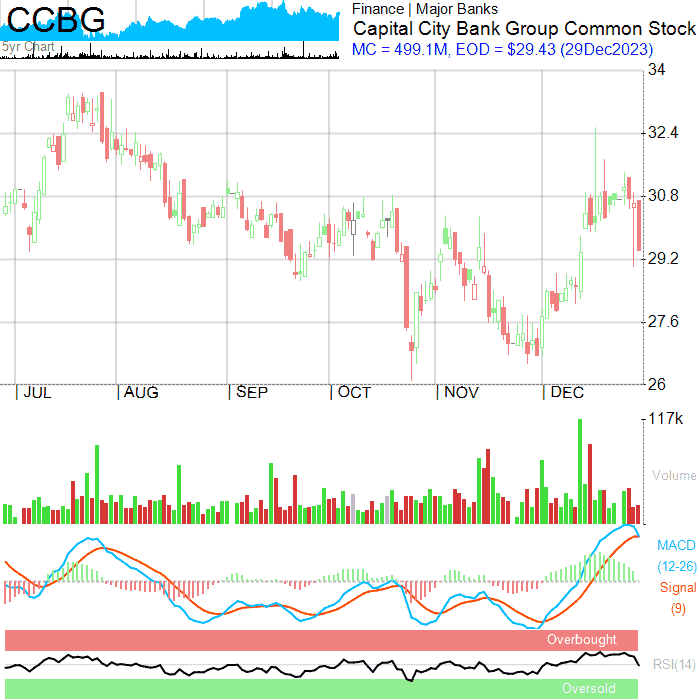 CCBG
5yr Chart
Finance | Major Banks
Capital City Bank Group Common Stock
MC = 499.1M, EOD = $29.43 (29Dec2023)
34
32.4
30.8
29.2
27.6
26
JUL AUG SEP OCT NOV DEC
117k
Volume
MACD
(12-26)
Signal
(9)
Overbought
RSI(14)
Oversold